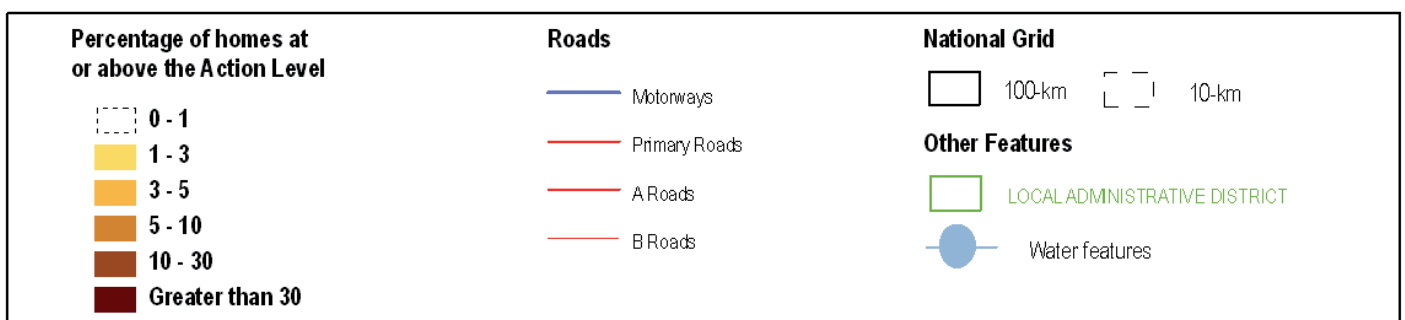 Percentage of homes at
or above the Action Level
0 - 1
1 - 3
3 - 5
5 - 10
10 - 30
Greater than 30
Roads
Motorways
Primary Roads
A Roads
B Roads
National Grid
100-km
10-km
Other Features
LOCAL ADMINISTRATIVE DISTRICT
Water features